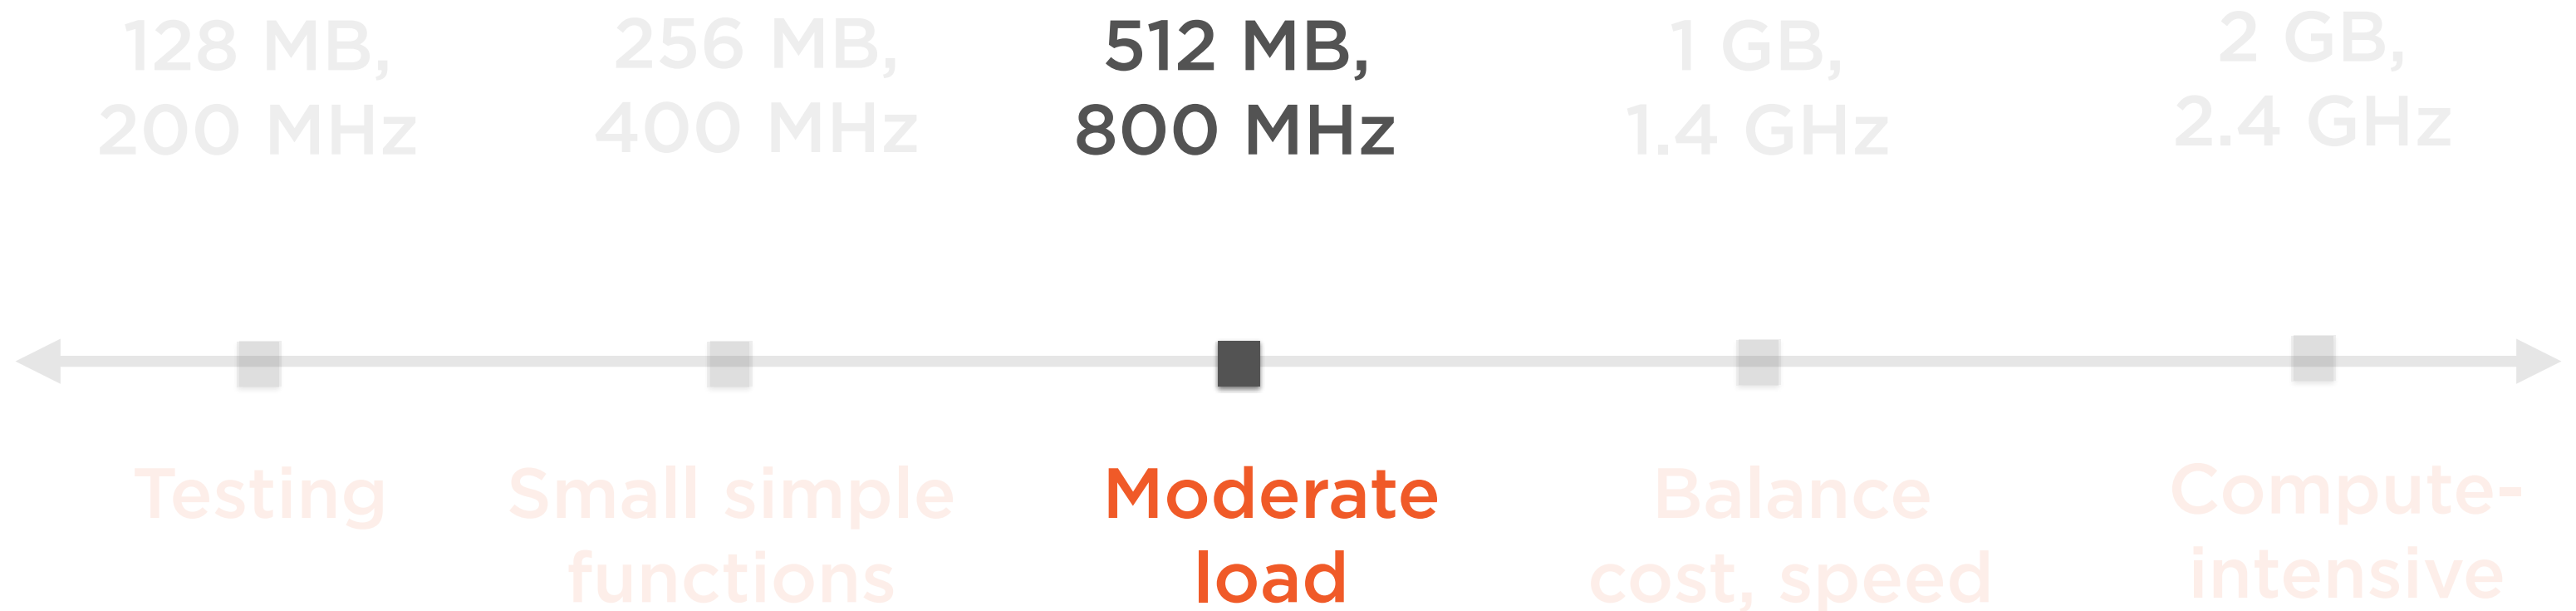 128 MB,
200 MHz
256 MB,
400 MHz
512 MB,
800 MHz
1 GB,
1.4 GHz
2 GB,
2.4 GHz
Testing
Small simple
functions
Moderate
load
Balance
cost, speed
Compute-
intensive